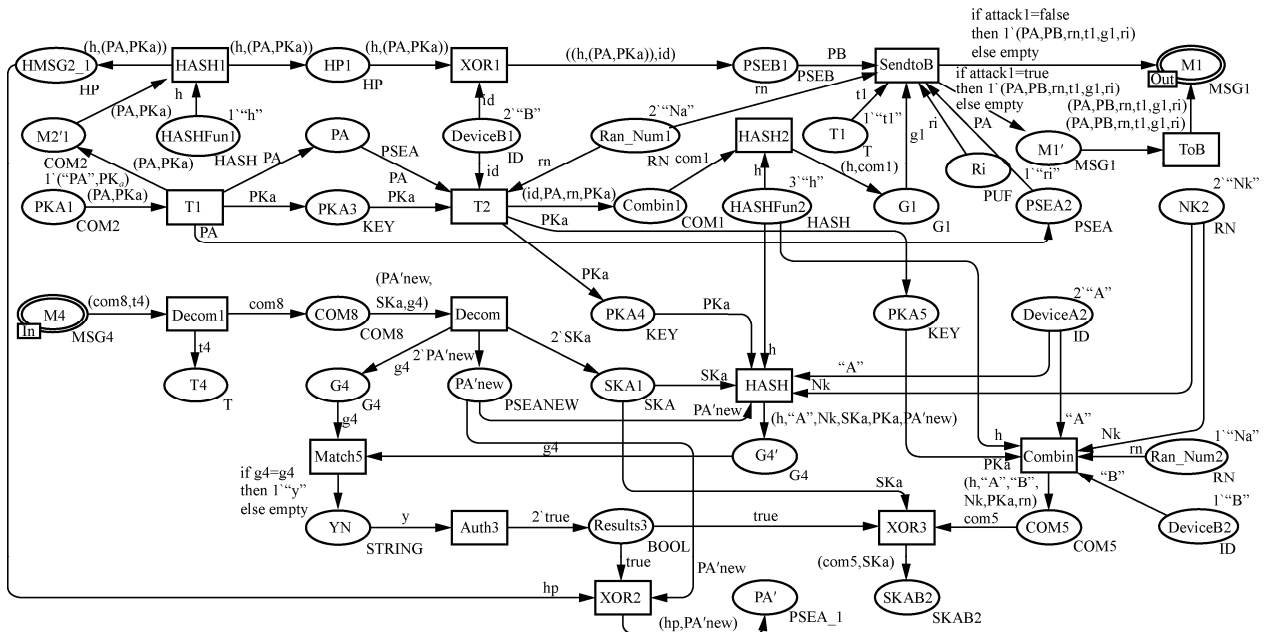 if attack1=false
then 1`(PA,PB,rn,t1,g1,ri)
else empty
(h,(PA,PKa))
(h,(PA,PKa))
(h,(PA,PKa))
((h,(PA,PKa)),id)
PB
HMSG2_1
HP
HASH1
HP1
HP
XOR1
PSEB1
PSEB
SendtoB
M1
Out
MSG1
rn
if attack1=true
then 1`(PA,PB,rn,t1,g1,ri)
else empty
(PA,PB,rn,t1,g1,ri)
(PA,PB,rn,t1,g1,ri)
(PA,PKa)
h
1`“h”
id
2`“B”
2`“Na”
t1
1`“t1”
g1
ri
PA
M2'1
COM2
HASHFun1
HASH
PA
DeviceB1
ID
Ran_Num1
RN
HASH2
T1
T
M1'
MSG1
ToB
(PA,PKa)
PA
PSEA
PA
id
rn
com1
h
(h,com1)
Ri
PUF
1`“ri”
1`(“PA”,PKa)
(PA,PKa)
PKa
PKa
(id,PA,rn,PKa)
3`“h”
2`“Nk”
PKA1
COM2
T1
PKA3
KEY
T2
Combin1
COM1
HASHFun2
HASH
G1
G1
PSEA2
PSEA
NK2
RN
PA
PKa
(PA'new,
SKa,g4)
PKa
(com8,t4)
com8
PKa
2`“A”
M4
In
MSG4
Decom1
COM8
COM8
Decom
PKA4
KEY
PKA5
KEY
DeviceA2
ID
t4
g4
2`PA'new
2`SKa
h
“A”
T4
T
G4
G4
PA'new
PSEANEW
SKA1
SKA
SKa
HASH
Nk
PA'new
(h,“A”,Nk,SKa,PKa,PA'new)
“A”
g4
g4
h
Nk
1`“Na”
Match5
G4'
G4
PKa
Combin
rn
Ran_Num2
RN
if g4=g4
then 1`“y”
else empty
SKa
(h,“A”,“B”,
Nk,PKa,rn)
“B”
1`“B”
YN
STRING
y
Auth3
2`true
Results3
BOOL
true
XOR3
com5
COM5
COM5
DeviceB2
ID
true
PA'new
(com5,SKa)
hp
XOR2
PA'
PSEA_1
SKAB2
SKAB2
(hp,PA'new)